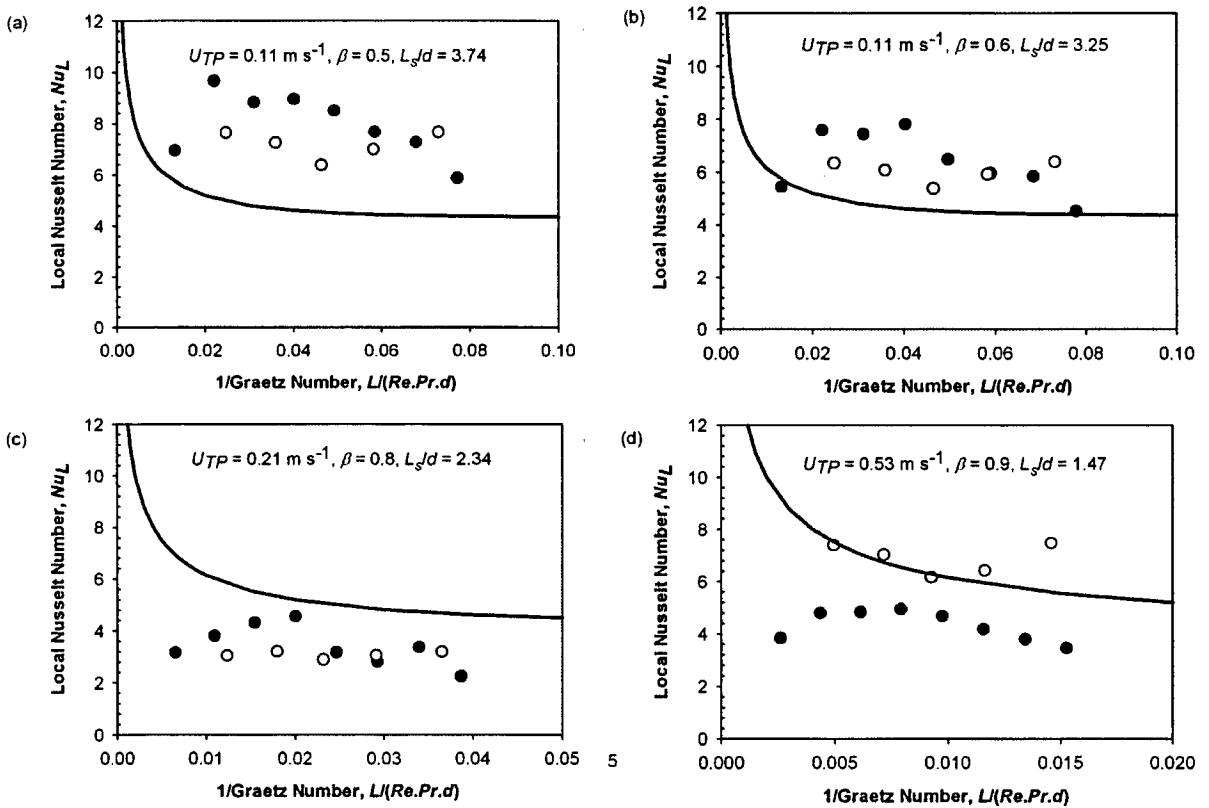 (a)
U_TP = 0.11 m s⁻¹, β = 0.5, L_s/d = 3.74
Local Nusselt Number, Nu_L
12
10
8
6
4
2
0
0.00 0.02 0.04 0.06 0.08 0.10
1/Graetz Number, L/(Re.Pr.d)
(b)
U_TP = 0.11 m s⁻¹, β = 0.6, L_s/d = 3.25
Local Nusselt Number, Nu_L
12
10
8
6
4
2
0
0.00 0.02 0.04 0.06 0.08 0.10
1/Graetz Number, L/(Re.Pr.d)
(c)
U_TP = 0.21 m s⁻¹, β = 0.8, L_s/d = 2.34
Local Nusselt Number, Nu_L
12
10
8
6
4
2
0
0.00 0.01 0.02 0.03 0.04 0.05
1/Graetz Number, L/(Re.Pr.d)
5
(d)
U_TP = 0.53 m s⁻¹, β = 0.9, L_s/d = 1.47
Local Nusselt Number, Nu_L
12
10
8
6
4
2
0
0.000 0.005 0.010 0.015 0.020
1/Graetz Number, L/(Re.Pr.d)